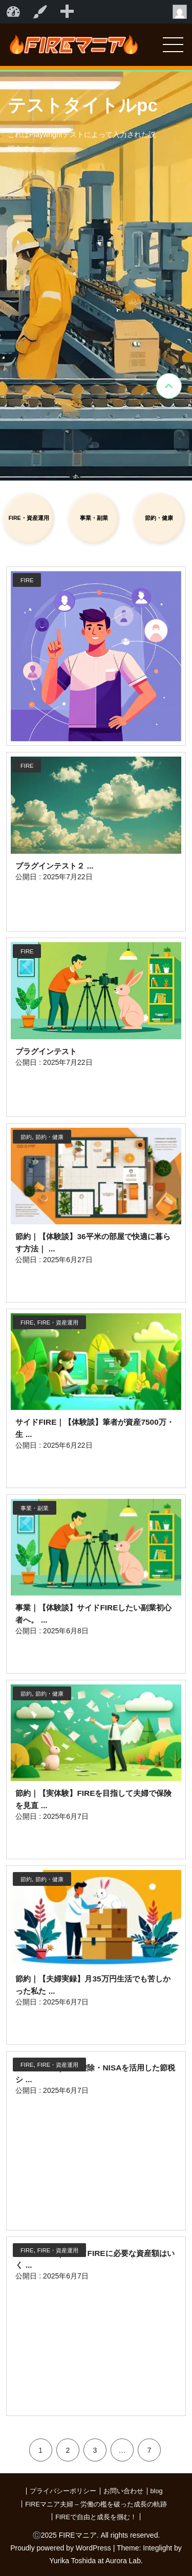 FIREマニア
テストタイトルpc
これはPlaywrightテストによって入力された説
FIRE・資産運用
事業・副業
節約・健康
FIRE
FIRE
プラグインテスト２ ...
公開日 : 2025年7月22日
FIRE
プラグインテスト
公開日 : 2025年7月22日
節約, 節約・健康
節約｜【体験談】36平米の部屋で快適に暮ら
す方法｜ ...
公開日 : 2025年6月27日
FIRE, FIRE・資産運用
サイドFIRE｜【体験談】筆者が資産7500万・
生 ...
公開日 : 2025年6月22日
事業・副業
事業｜【体験談】サイドFIREしたい副業初心
者へ。 ...
公開日 : 2025年6月8日
節約, 節約・健康
節約｜【実体験】FIREを目指して夫婦で保険
を見直 ...
公開日 : 2025年6月7日
節約, 節約・健康
節約｜【夫婦実録】月35万円生活でも苦しか
った私た ...
公開日 : 2025年6月7日
FIRE, FIRE・資産運用
除・NISAを活用した節税
シ ...
公開日 : 2025年6月7日
FIRE, FIRE・資産運用
FIREに必要な資産額はい
く ...
公開日 : 2025年6月7日
1 2 3 … 7
プライバシーポリシー | お問い合わせ | blog
| FIREマニア夫婦 – 労働の檻を破った成長の軌跡
| FIREで自由と成長を掴む！ |
Ⓒ2025 FIREマニア. All rights reserved.
Proudly powered by WordPress | Theme: Integlight by
Yurika Toshida at Aurora Lab.